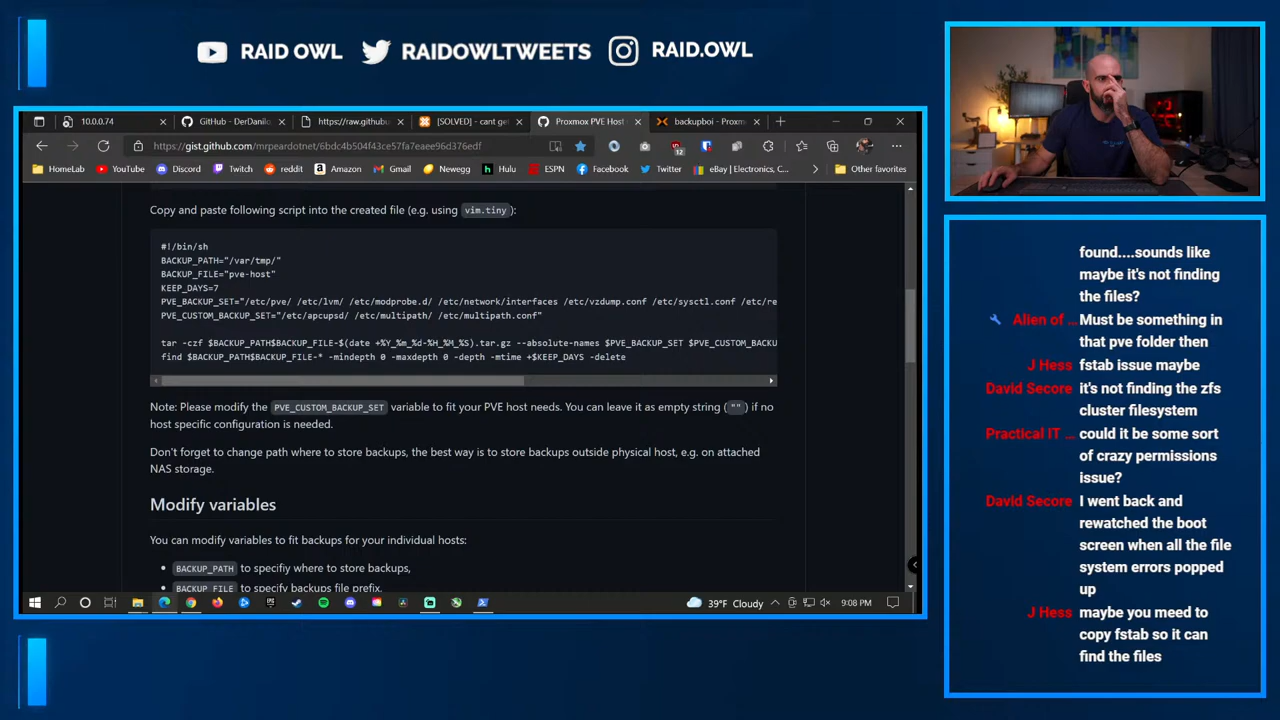 RAID OWL
RAIDOWLTWEETS
RAID.OWL
10.0.0.74
GitHub - DerDanilo
https://raw.githubu
[SOLVED] - cant ge
Proxmox PVE Host
backupboi - Proxm
https://gist.github.com/mrpeardotnet/6bdc4b504f43ce57fa7eaee96d376edf
12
HomeLab
YouTube
Discord
Twitch
reddit
Amazon
Gmail
Newegg
Hulu
ESPN
Facebook
Twitter
eBay | Electronics, C...
Other favorites
Copy and paste following script into the created file (e.g. using vim.tiny):
#!/bin/sh
BACKUP_PATH="/var/tmp/"
BACKUP_FILE="pve-host"
KEEP_DAYS=7
PVE_BACKUP_SET="/etc/pve/ /etc/lvm/ /etc/modprobe.d/ /etc/network/interfaces /etc/vzdump.conf /etc/sysctl.conf /etc/re
PVE_CUSTOM_BACKUP_SET="/etc/apcupsd/ /etc/multipath/ /etc/multipath.conf"
tar -czf $BACKUP_PATH$BACKUP_FILE-$(date +%Y_%m_%d-%H_%M_%S).tar.gz --absolute-names $PVE_BACKUP_SET $PVE_CUSTOM_BACKU
find $BACKUP_PATH$BACKUP_FILE-* -mindepth 0 -maxdepth 0 -depth -mtime +$KEEP_DAYS -delete
Note: Please modify the PVE_CUSTOM_BACKUP_SET variable to fit your PVE host needs. You can leave it as empty string ("") if no
host specific configuration is needed.
Don't forget to change path where to store backups, the best way is to store backups outside physical host, e.g. on attached
NAS storage.
Modify variables
You can modify variables to fit backups for your individual hosts:
BACKUP_PATH to specifiy where to store backups,
BACKUP_FILE to specify backups file prefix.
39°F Cloudy
9:08 PM
found....sounds like
maybe it's not finding
the files?
Alien of ... Must be something in
that pve folder then
J Hess fstab issue maybe
David Secore it's not finding the zfs
cluster filesystem
Practical IT ... could it be some sort
of crazy permissions
issue?
David Secore I went back and
rewatched the boot
screen when all the file
system errors popped
up
J Hess maybe you meed to
copy fstab so it can
find the files